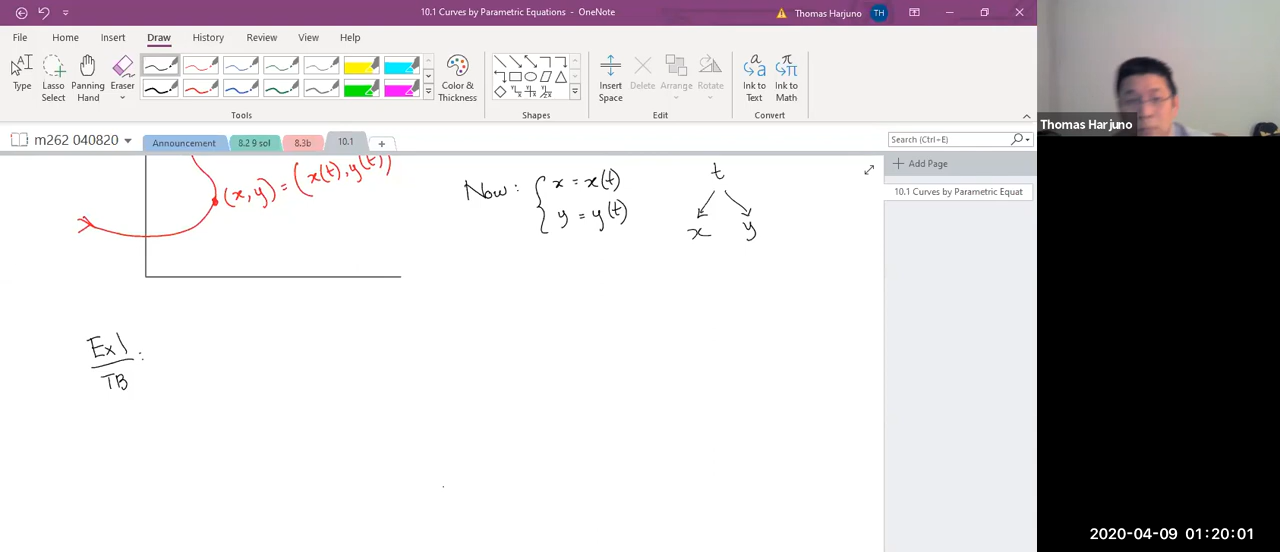 10.1 Curves by Parametric Equations - OneNote
Thomas Harjuno
TH
File
Home
Insert
Draw
History
Review
View
Help
Type
Lasso Select
Panning Hand
Eraser
Color & Thickness
Insert Space
Delete
Arrange
Rotate
Ink to Text
Ink to Math
Tools
Shapes
Edit
Convert
m262 040820
Announcement
8.2 9 sol
8.3b
10.1
Search (Ctrl+E)
Add Page
10.1 Curves by Parametric Equat
Thomas Harjuno
(x, y) = (x(t), y(t))
Now: { x = x(t)
y = y(t)
t
x y
Ex 1 :
TB
2020-04-09 01:20:01